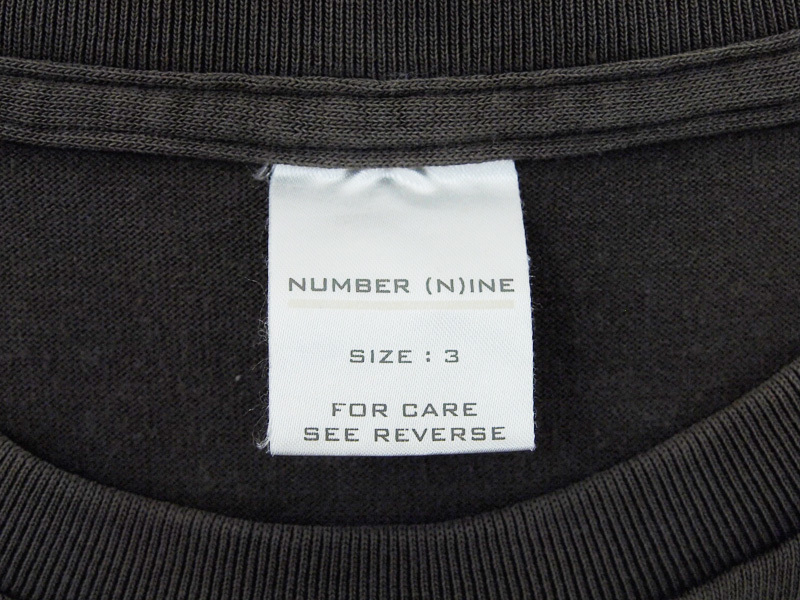 NUMBER (N)INE
SIZE : 3
FOR CARE
SEE REVERSE